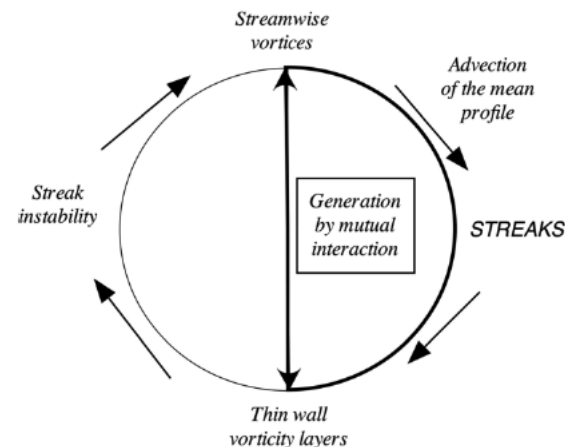 Streamwise
vortices
Advection
of the mean
profile
Streak
instability
Generation
by mutual
interaction
STREAKS
Thin wall
vorticity layers